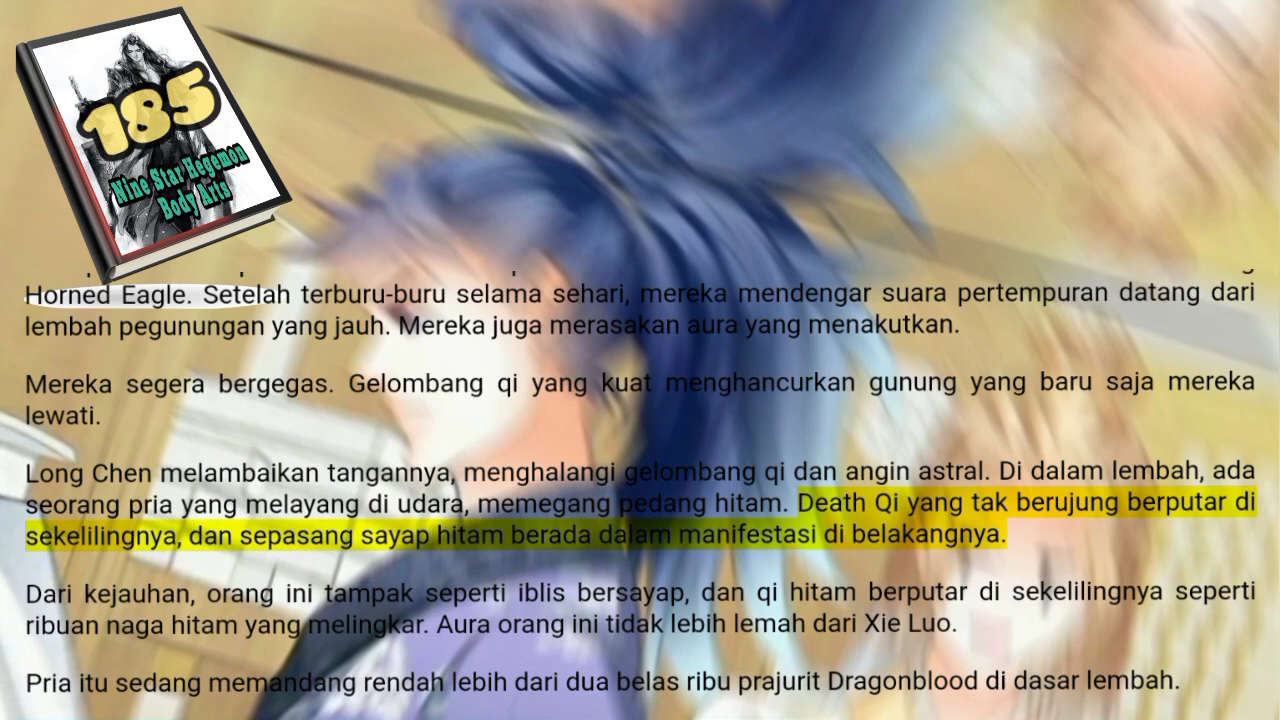 185
Nine Star Hegemon
Body Arts
Horned Eagle. Setelah terburu-buru selama sehari, mereka mendengar suara pertempuran datang dari
lembah pegunungan yang jauh. Mereka juga merasakan aura yang menakutkan.
Mereka segera bergegas. Gelombang qi yang kuat menghancurkan gunung yang baru saja mereka
lewati.
Long Chen melambaikan tangannya, menghalangi gelombang qi dan angin astral. Di dalam lembah, ada
seorang pria yang melayang di udara, memegang pedang hitam. Death Qi yang tak berujung berputar di
sekelilingnya, dan sepasang sayap hitam berada dalam manifestasi di belakangnya.
Dari kejauhan, orang ini tampak seperti iblis bersayap, dan qi hitam berputar di sekelilingnya seperti
ribuan naga hitam yang melingkar. Aura orang ini tidak lebih lemah dari Xie Luo.
Pria itu sedang memandang rendah lebih dari dua belas ribu prajurit Dragonblood di dasar lembah.